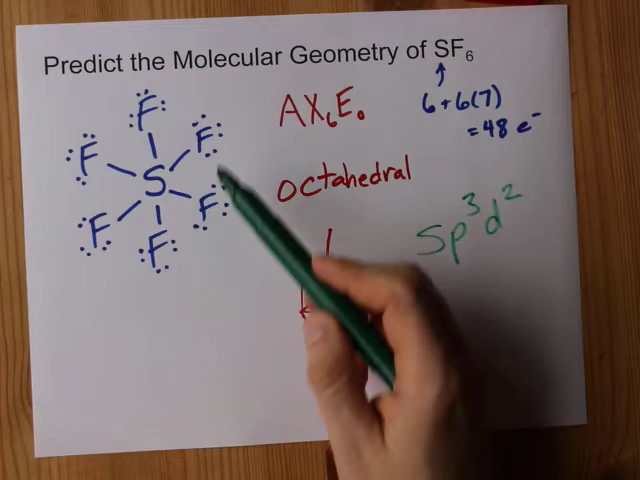 Predict the Molecular Geometry of SF₆
6 + 6(7)
= 48 e⁻
AX₆E₀
octahedral
sp³d²
F
F
F
S
F
F
F